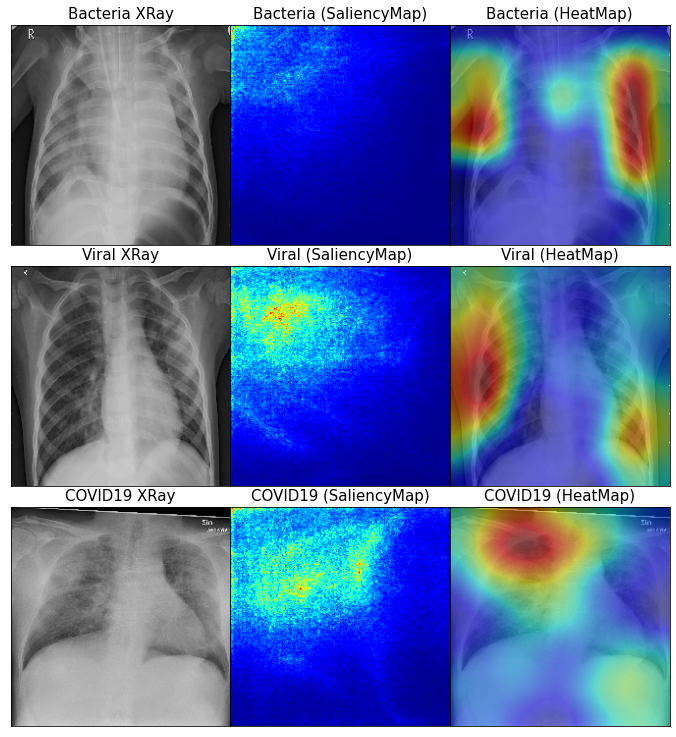 Bacteria XRay
Bacteria (SaliencyMap)
Bacteria (HeatMap)
R
R
Viral XRay
Viral (SaliencyMap)
Viral (HeatMap)
COVID19 XRay
COVID19 (SaliencyMap)
COVID19 (HeatMap)